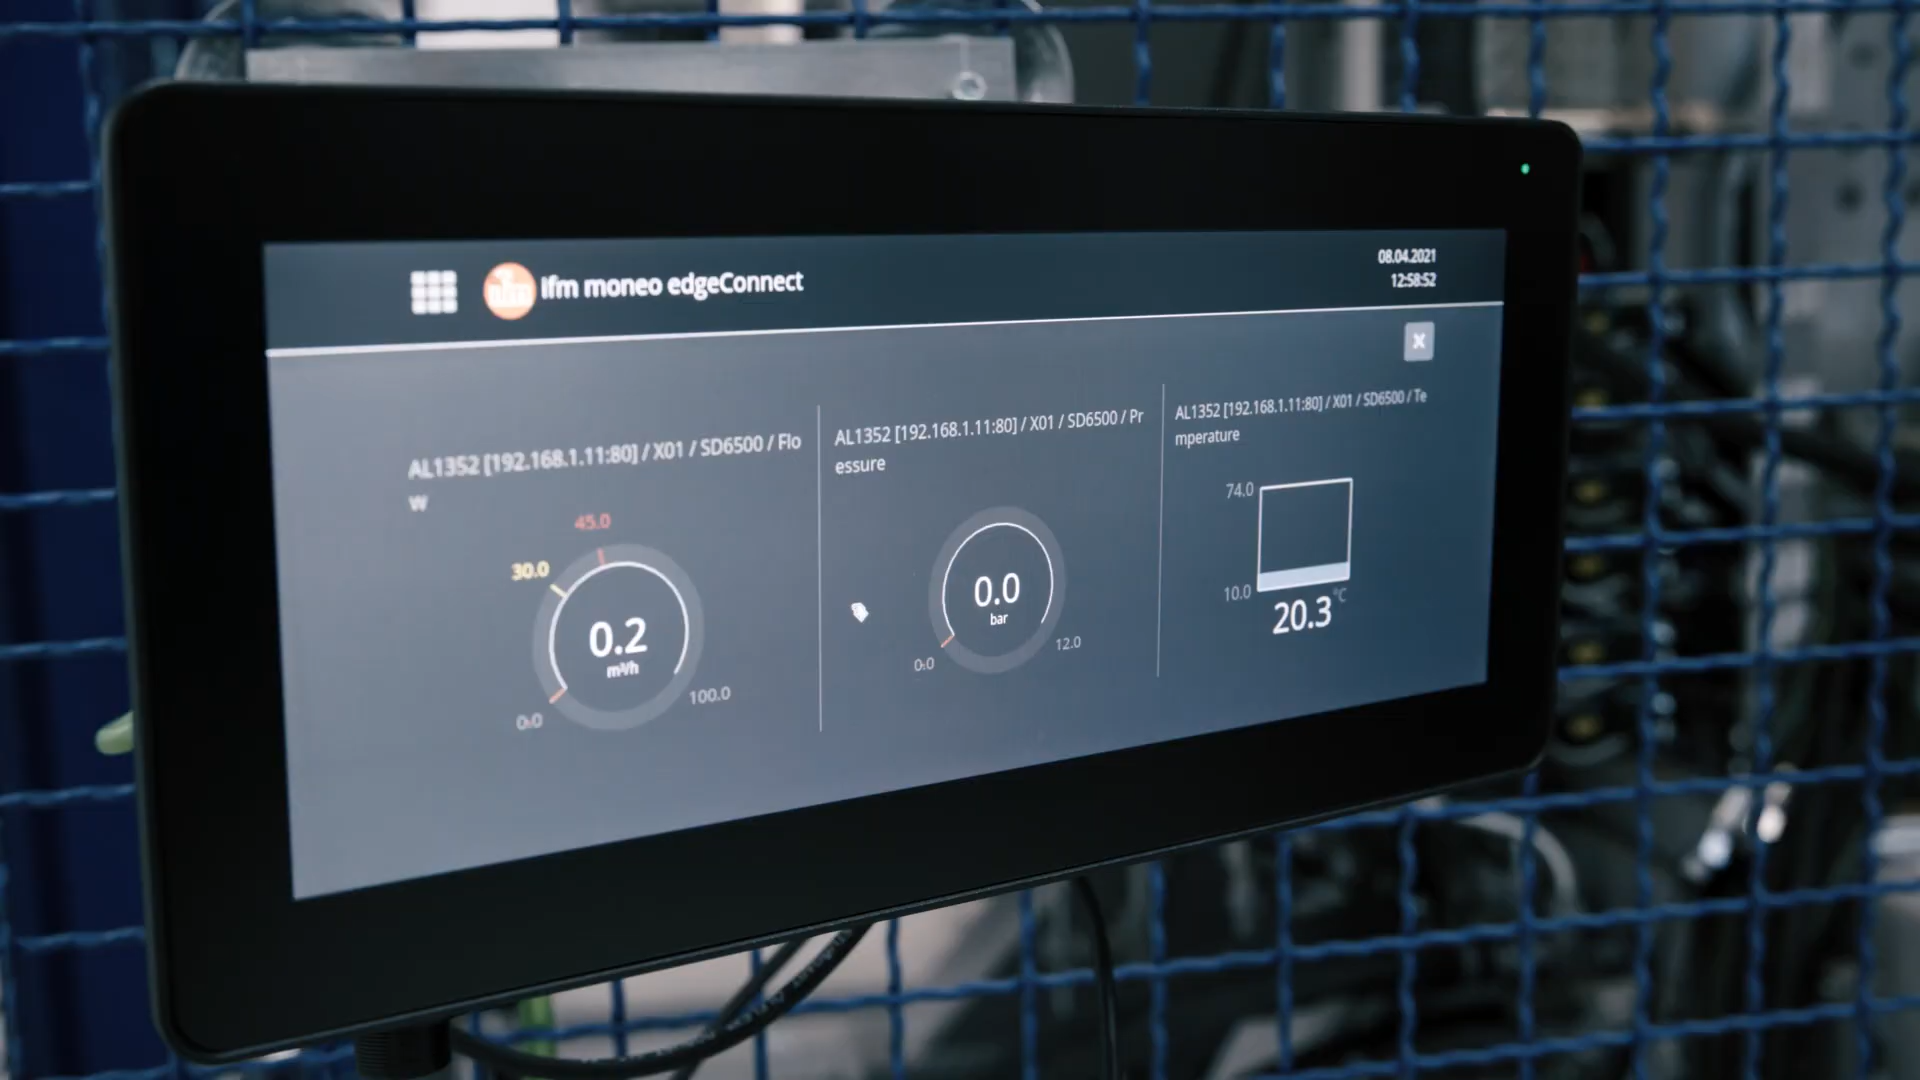 ifm moneo edgeConnect
08.04.2021
12:58:52
X
AL1352 [192.168.1.11:80] / X01 / SD6500 / Flo
w
45.0
30.0
0.2
m³/h
0.0
100.0
AL1352 [192.168.1.11:80] / X01 / SD6500 / Pr
essure
0.0
bar
0.0
12.0
AL1352 [192.168.1.11:80] / X01 / SD6500 / Te
mperature
74.0
10.0
20.3 °C